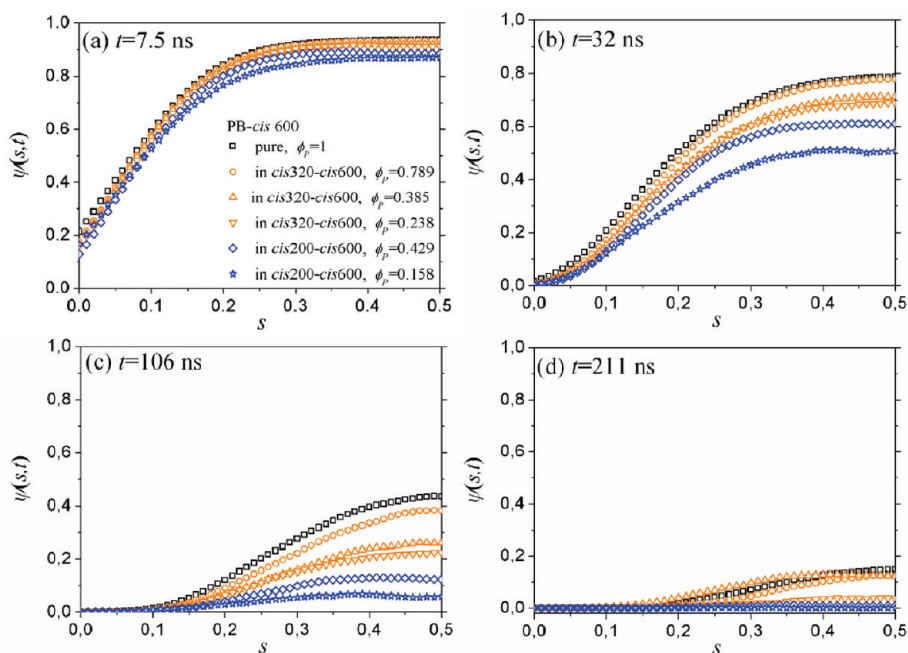 (a) t=7.5 ns
1.0
0.8
0.6
0.4
0.2
0.0
ψ(s,t)
PB-cis 600
pure, ϕP=1
in cis320-cis600, ϕP=0.789
in cis320-cis600, ϕP=0.385
in cis320-cis600, ϕP=0.238
in cis200-cis600, ϕP=0.429
in cis200-cis600, ϕP=0.158
0.0 0.1 0.2 0.3 0.4 0.5
s
(b) t=32 ns
1.0
0.8
0.6
0.4
0.2
0.0
ψ(s,t)
0.0 0.1 0.2 0.3 0.4 0.5
s
(c) t=106 ns
1,0
0,8
0,6
0,4
0,2
0,0
ψ(s,t)
0,0 0,1 0,2 0,3 0,4 0,5
s
(d) t=211 ns
1,0
0,8
0,6
0,4
0,2
0,0
ψ(s,t)
0,0 0,1 0,2 0,3 0,4 0,5
s